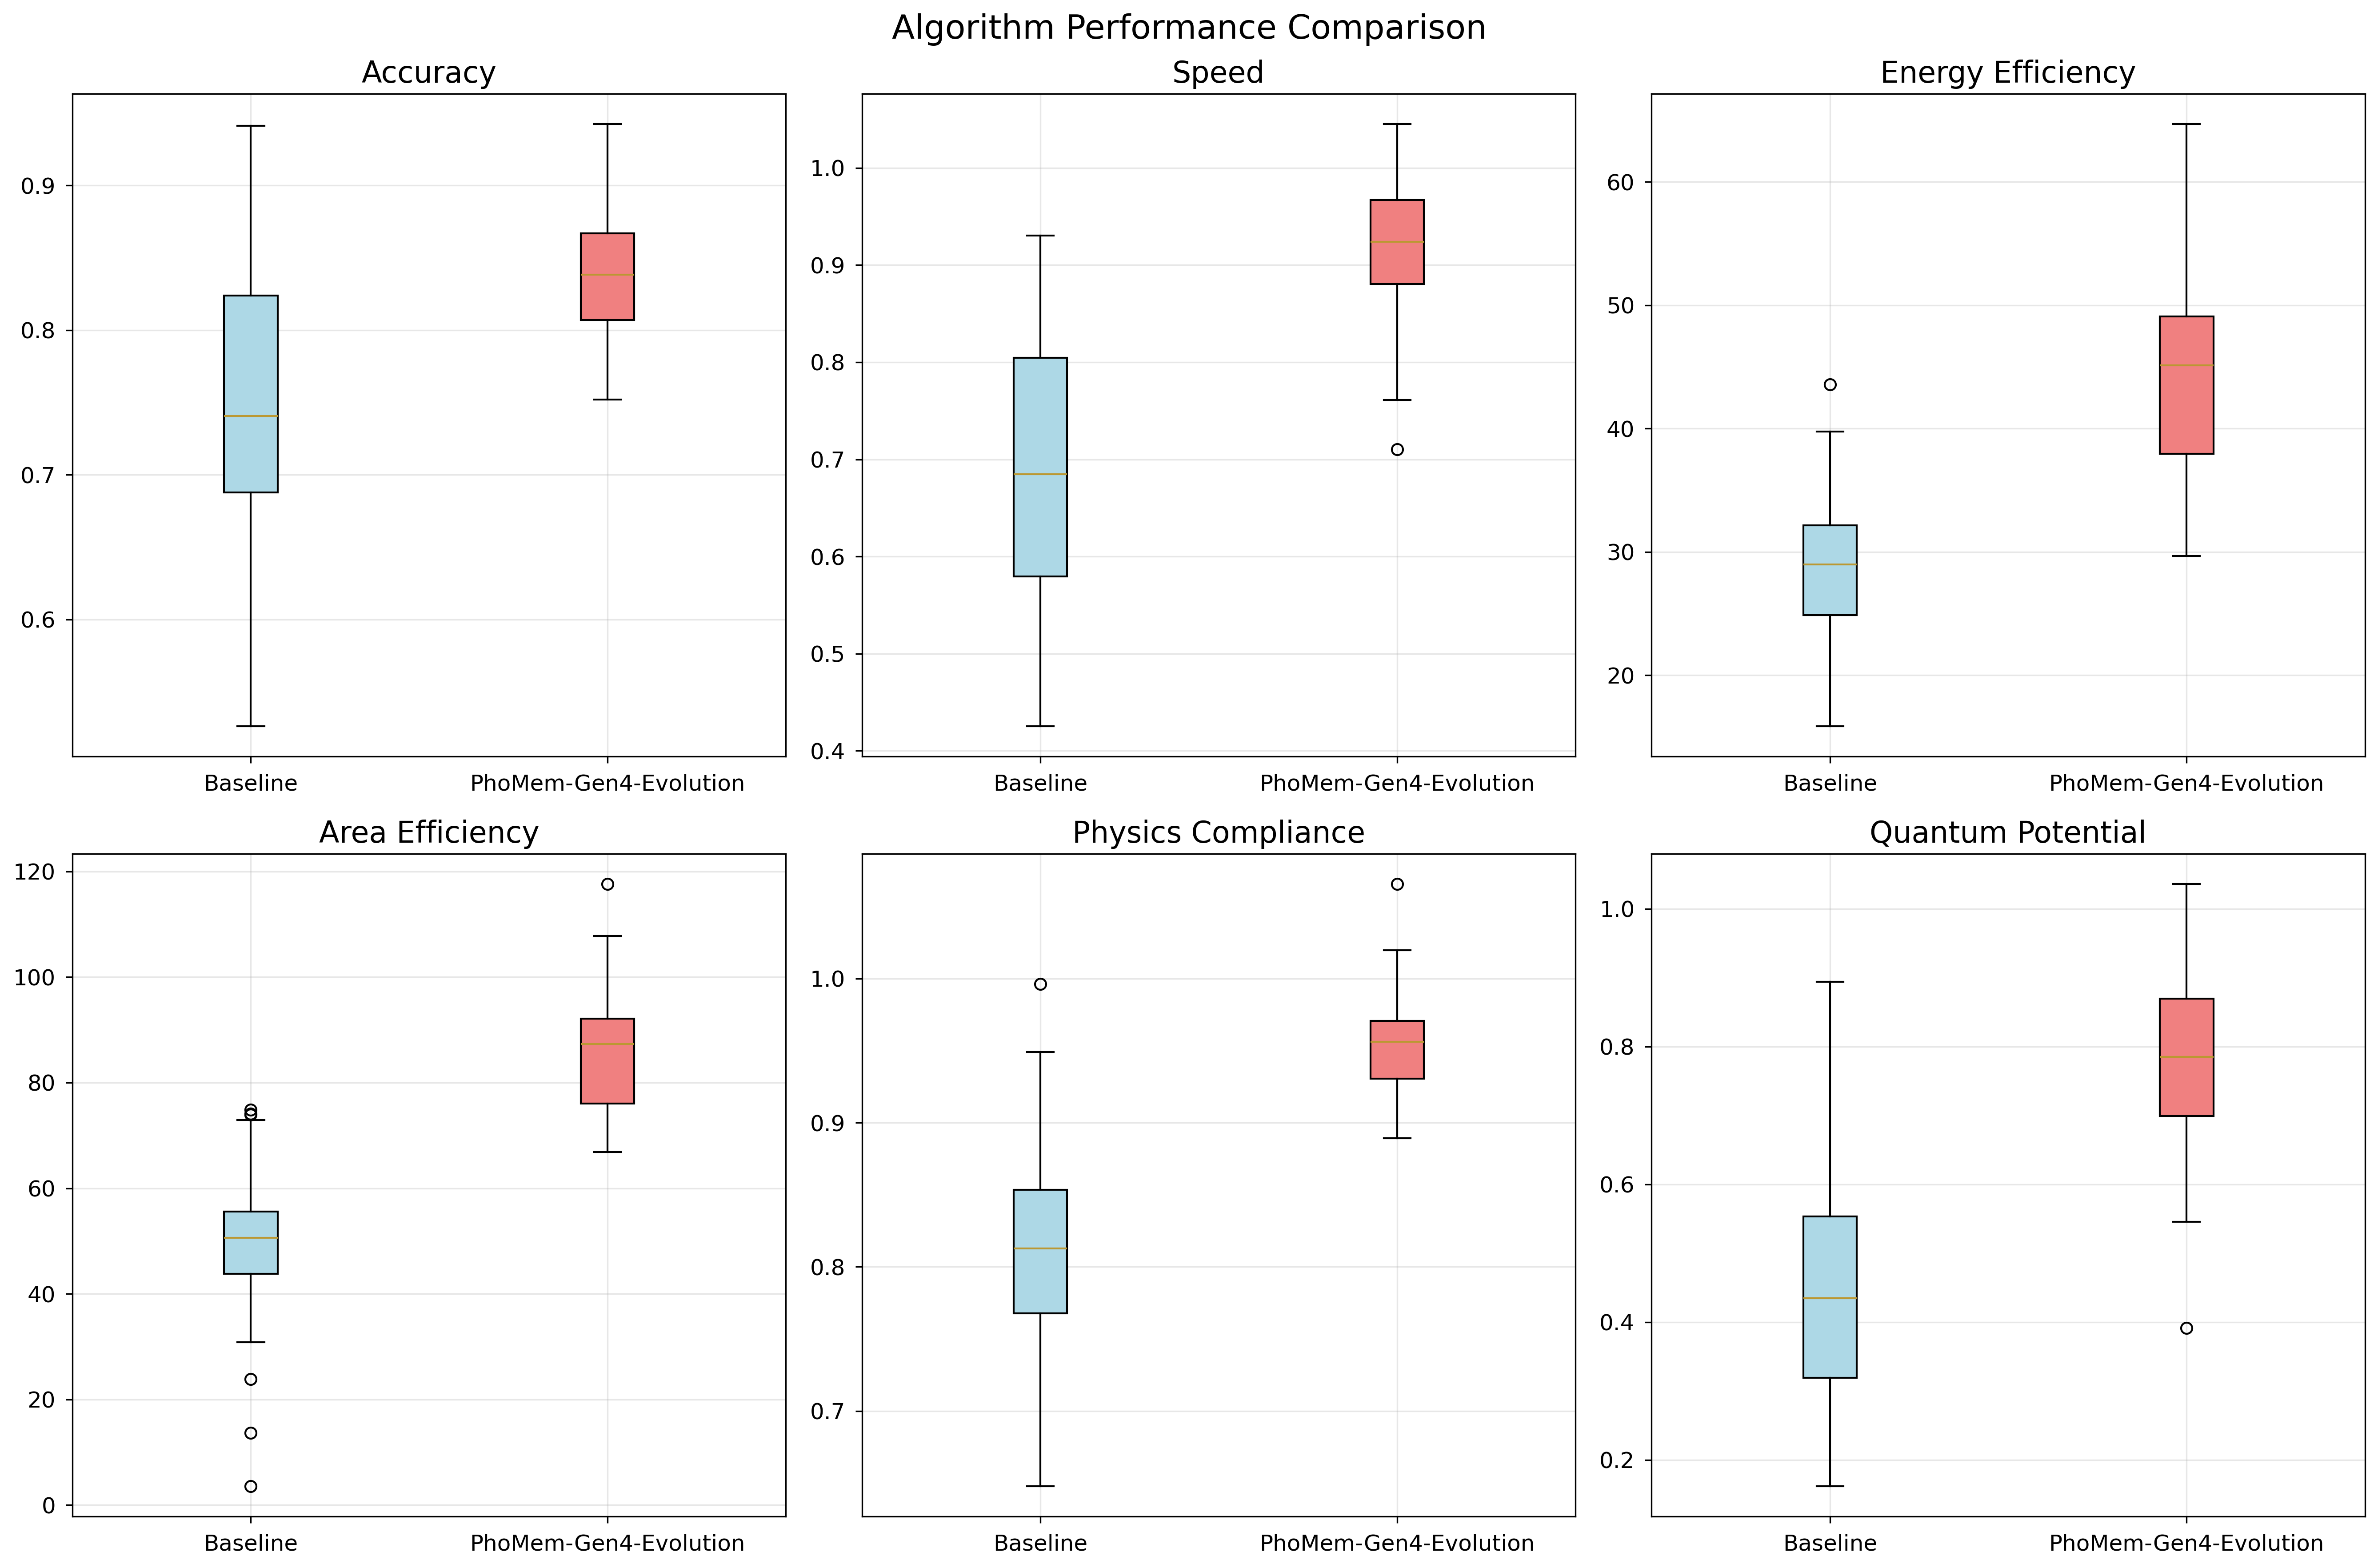 Algorithm Performance Comparison
Accuracy
0.9
0.8
0.7
0.6
Baseline
PhoMem-Gen4-Evolution
Speed
1.0
0.9
0.8
0.7
0.6
0.5
0.4
Baseline
PhoMem-Gen4-Evolution
Energy Efficiency
60
50
40
30
20
Baseline
PhoMem-Gen4-Evolution
Area Efficiency
120
100
80
60
40
20
0
Baseline
PhoMem-Gen4-Evolution
Physics Compliance
1.0
0.9
0.8
0.7
Baseline
PhoMem-Gen4-Evolution
Quantum Potential
1.0
0.8
0.6
0.4
0.2
Baseline
PhoMem-Gen4-Evolution